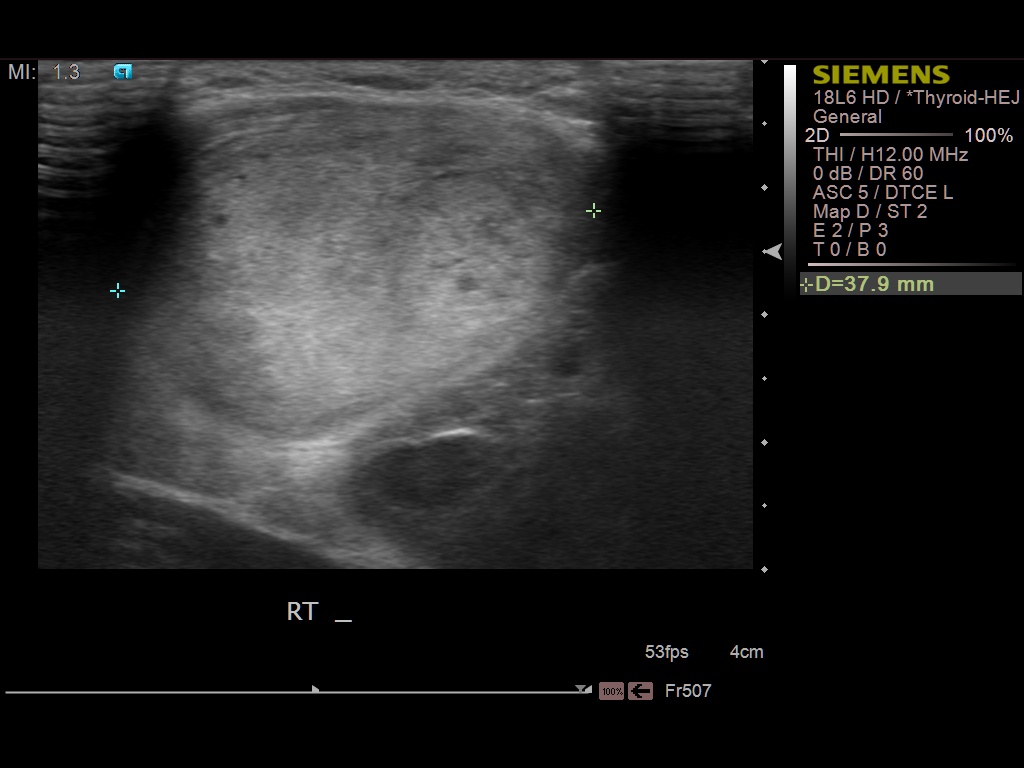 MI: 1.3
SIEMENS
18L6 HD / *Thyroid-HEJ
General
2D 100%
THI / H12.00 MHz
0 dB / DR 60
ASC 5 / DTCE L
Map D / ST 2
E 2 / P 3
T 0 / B 0
D=37.9 mm
RT _
53fps 4cm
100% Fr507